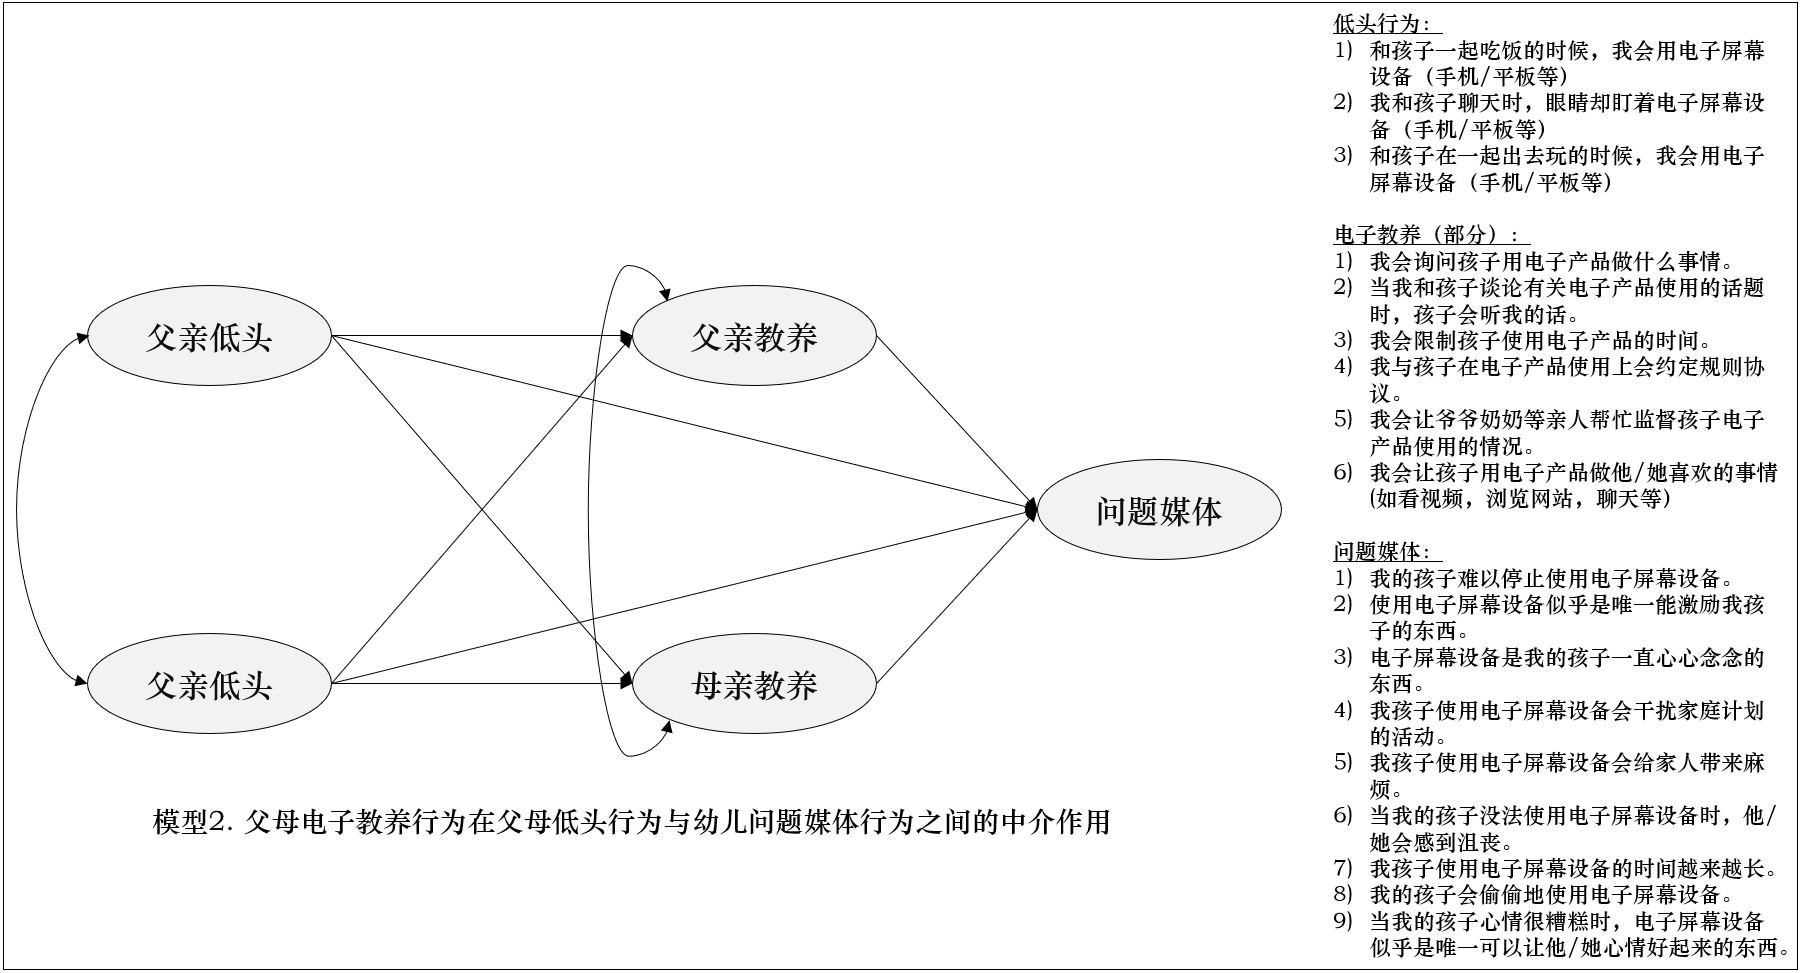 父亲低头
父亲教养
问题媒体
父亲低头
母亲教养
模型2. 父母电子教养行为在父母低头行为与幼儿问题媒体行为之间的中介作用
低头行为：
1) 和孩子一起吃饭的时候，我会用电子屏幕
设备（手机/平板等）
2) 我和孩子聊天时，眼睛却盯着电子屏幕设
备（手机/平板等）
3) 和孩子在一起出去玩的时候，我会用电子
屏幕设备（手机/平板等）
电子教养（部分）：
1) 我会询问孩子用电子产品做什么事情。
2) 当我和孩子谈论有关电子产品使用的话题
时，孩子会听我的话。
3) 我会限制孩子使用电子产品的时间。
4) 我与孩子在电子产品使用上会约定规则协
议。
5) 我会让爷爷奶奶等亲人帮忙监督孩子电子
产品使用的情况。
6) 我会让孩子用电子产品做他/她喜欢的事情
(如看视频，浏览网站，聊天等)
问题媒体：
1) 我的孩子难以停止使用电子屏幕设备。
2) 使用电子屏幕设备似乎是唯一能激励我孩
子的东西。
3) 电子屏幕设备是我的孩子一直心心念念的
东西。
4) 我孩子使用电子屏幕设备会干扰家庭计划
的活动。
5) 我孩子使用电子屏幕设备会给家人带来麻
烦。
6) 当我的孩子没法使用电子屏幕设备时，他/
她会感到沮丧。
7) 我孩子使用电子屏幕设备的时间越来越长。
8) 我的孩子会偷偷地使用电子屏幕设备。
9) 当我的孩子心情很糟糕时，电子屏幕设备
似乎是唯一可以让他/她心情好起来的东西。